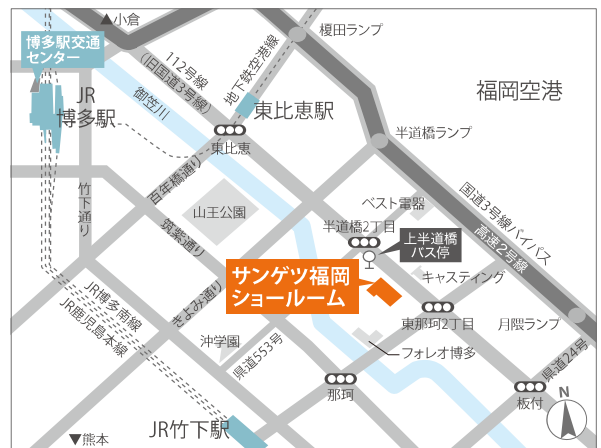 ▲小倉
榎田ランプ
博多駅交通
センター
112号線
(旧国道3号線)
地下鉄空港線
JR
博多駅
御笠川
東比恵駅
福岡空港
半道橋ランプ
東比恵
百年橋通り
竹下通り
筑紫通り
山王公園
ベスト電器
国道3号線バイパス
高速2号線
半道橋2丁目
上半道橋
バス停
サンゲツ福岡
ショールーム
キャスティング
きよみ通り
JR博多南線
JR鹿児島本線
沖学園
県道553号
東那珂2丁目
月隈ランプ
フォレオ博多
県道24号
那珂
板付
N
JR竹下駅
▼熊本